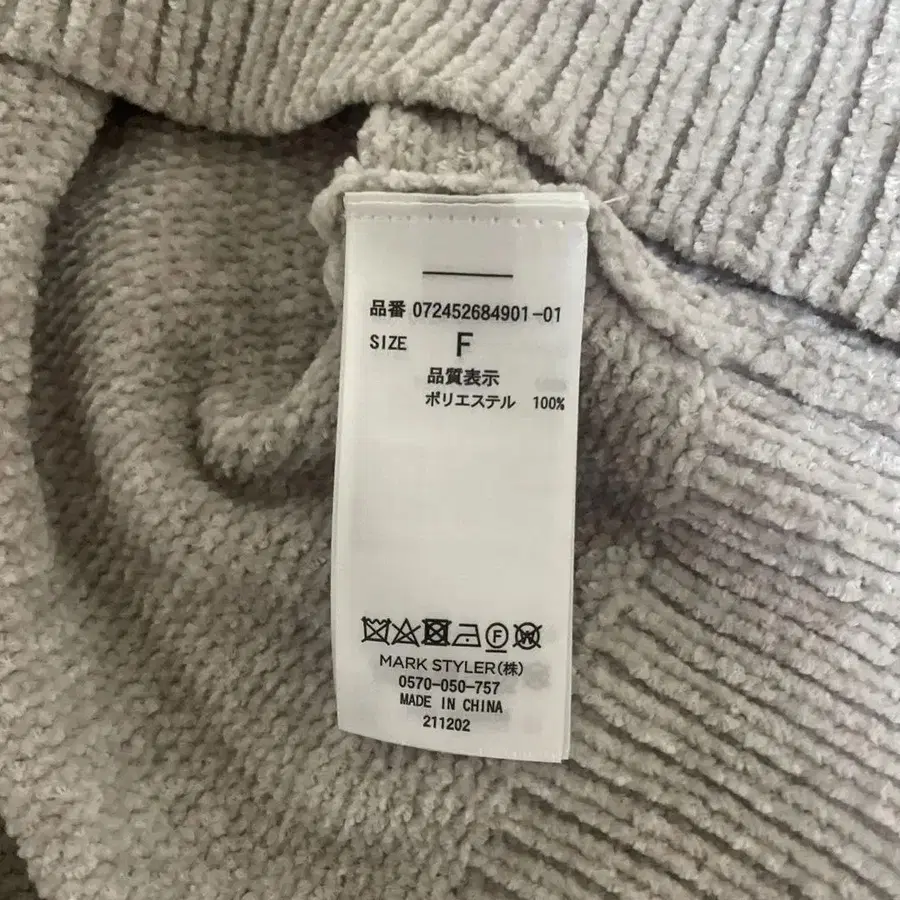 品番 072452684901-01
SIZE F
品質表示
ポリエステル 100%
F W
MARK STYLER(株)
0570-050-757
MADE IN CHINA
211202